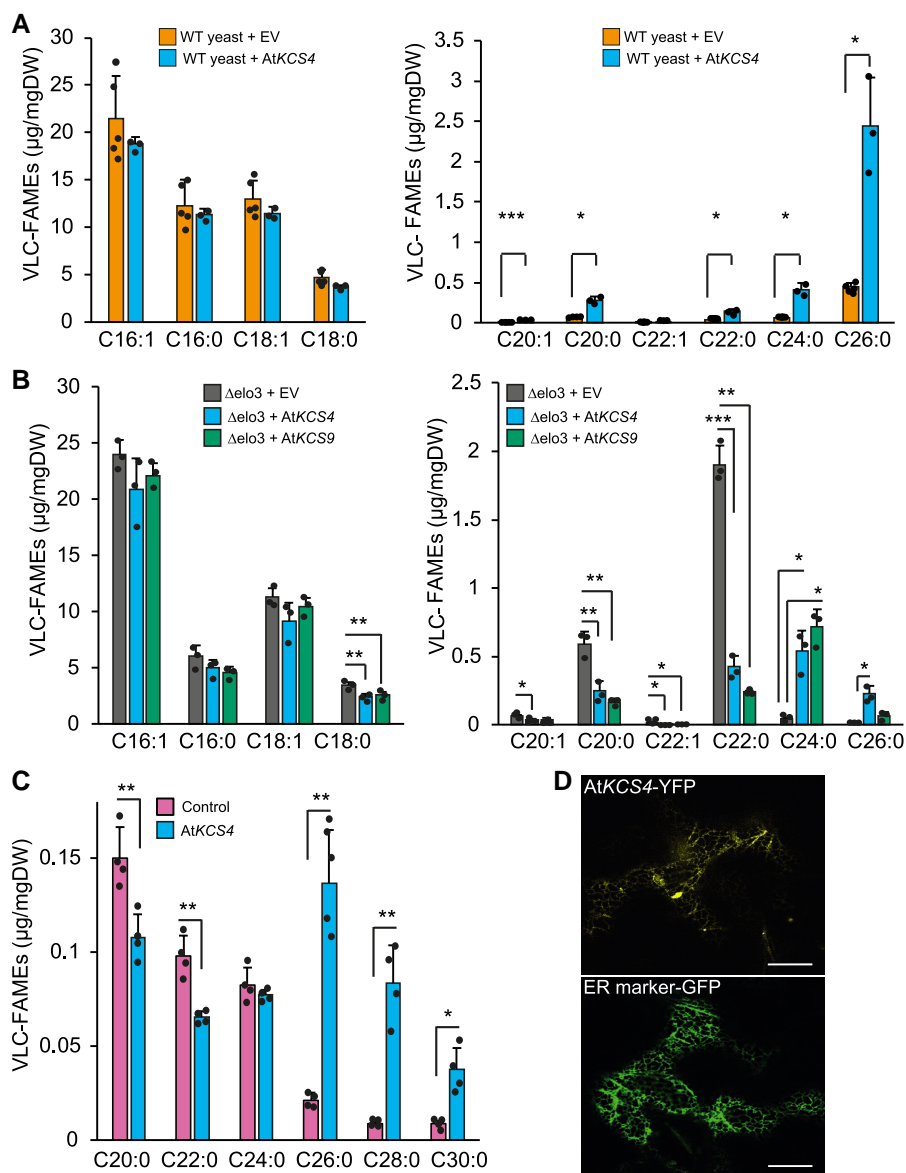 A
WT yeast + EV
WT yeast + AtKCS4
VLC-FAMEs (µg/mgDW)
30
25
20
15
10
5
0
C16:1 C16:0 C18:1 C18:0
WT yeast + EV
WT yeast + AtKCS4
VLC- FAMEs (µg/mgDW)
3.5
3
2.5
2
1.5
1
0.5
0
*** * * * *
C20:1 C20:0 C22:1 C22:0 C24:0 C26:0
B
Δelo3 + EV
Δelo3 + AtKCS4
Δelo3 + AtKCS9
VLC-FAMEs (µg/mgDW)
30
25
20
15
10
5
0
**
**
C16:1 C16:0 C18:1 C18:0
Δelo3 + EV
Δelo3 + AtKCS4
Δelo3 + AtKCS9
VLC- FAMEs (µg/mgDW)
2.5
2
1.5
1
0.5
0
* ** ** * * ** *** * * *
C20:1 C20:0 C22:1 C22:0 C24:0 C26:0
C
Control
AtKCS4
VLC-FAMEs (µg/mgDW)
0.15
0.1
0.05
0
** ** ** ** *
C20:0 C22:0 C24:0 C26:0 C28:0 C30:0
D
AtKCS4-YFP
ER marker-GFP